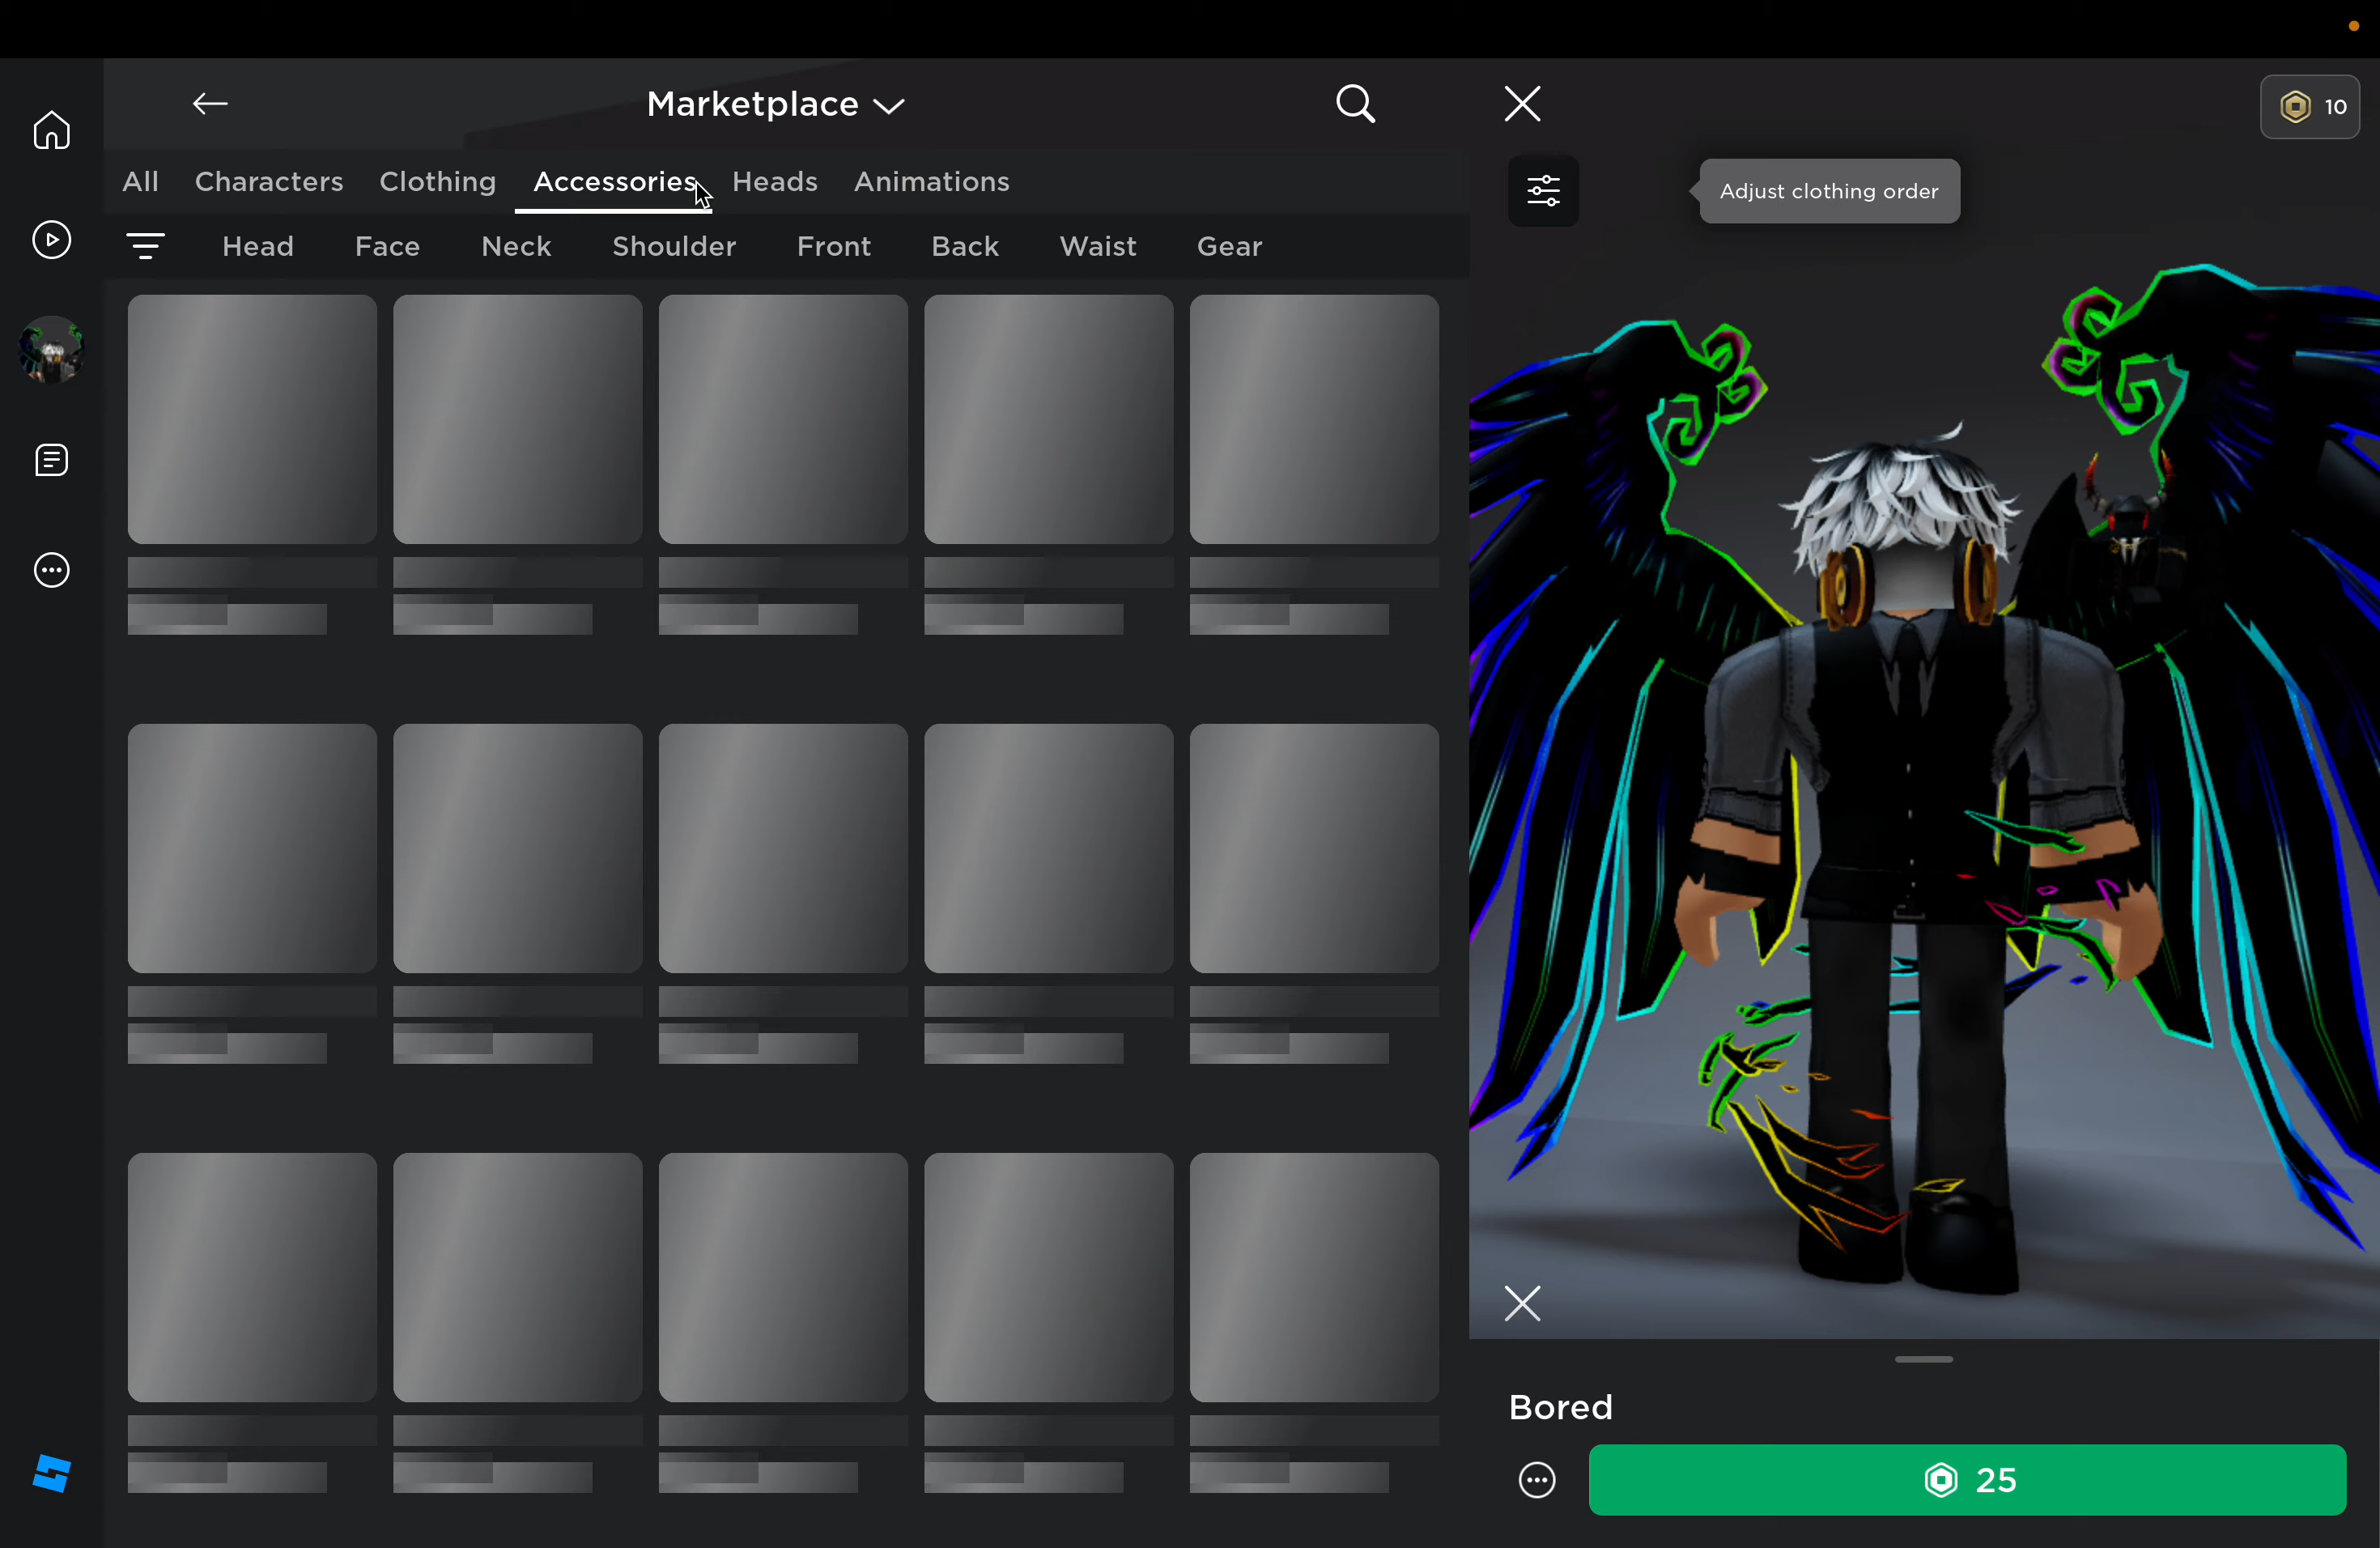 Marketplace
10
All Characters Clothing Accessories Heads Animations
Adjust clothing order
Head Face Neck Shoulder Front Back Waist Gear
Bored
25